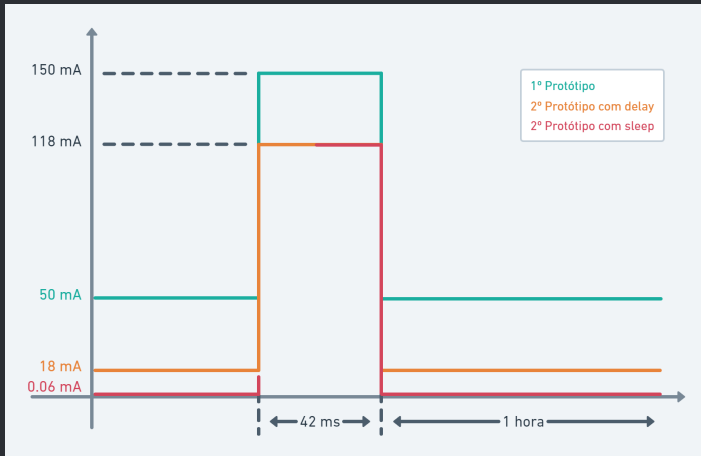 150 mA
1º Protótipo
2º Protótipo com delay
2º Protótipo com sleep
118 mA
50 mA
18 mA
0.06 mA
42 ms
1 hora